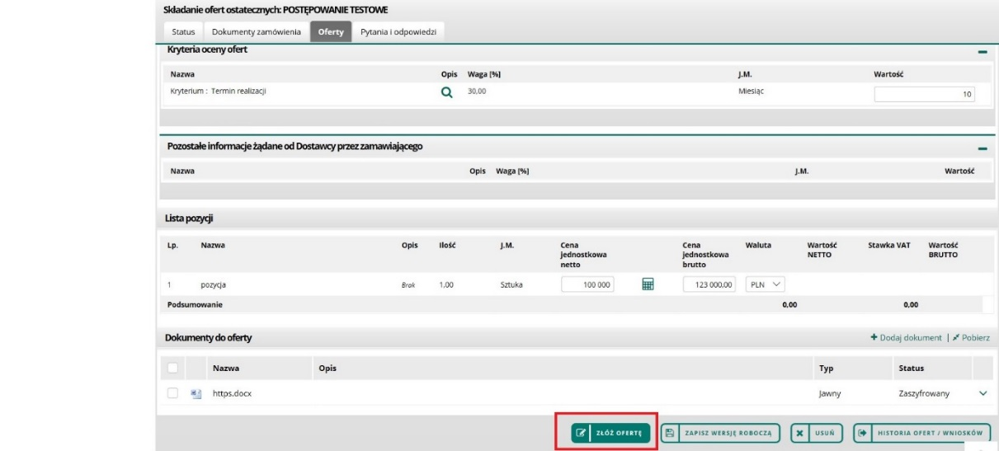 Składanie ofert ostatecznych: POSTĘPOWANIE TESTOWE
Status Dokumenty zamówienia Oferty Pytania i odpowiedzi
Kryteria oceny ofert
Nazwa Opis Waga [%] J.M. Wartość
Kryterium : Termin realizacji 30,00 Miesiąc 10
Pozostałe informacje żądane od Dostawcy przez zamawiającego
Nazwa Opis Waga [%] J.M. Wartość
Lista pozycji
Lp. Nazwa Opis Ilość J.M. Cena jednostkowa netto Cena jednostkowa brutto Waluta Wartość NETTO Stawka VAT Wartość BRUTTO
1 pozycja Brak 1,00 Sztuka 100 000 123 000,00 PLN
Podsumowanie 0,00 0,00
Dokumenty do oferty + Dodaj dokument | Pobierz
Nazwa Opis Typ Status
https.docx Jawny Zaszyfrowany
ZŁÓŻ OFERTĘ ZAPISZ WERSJĘ ROBOCZĄ USUŃ HISTORIA OFERT / WNIOSKÓW